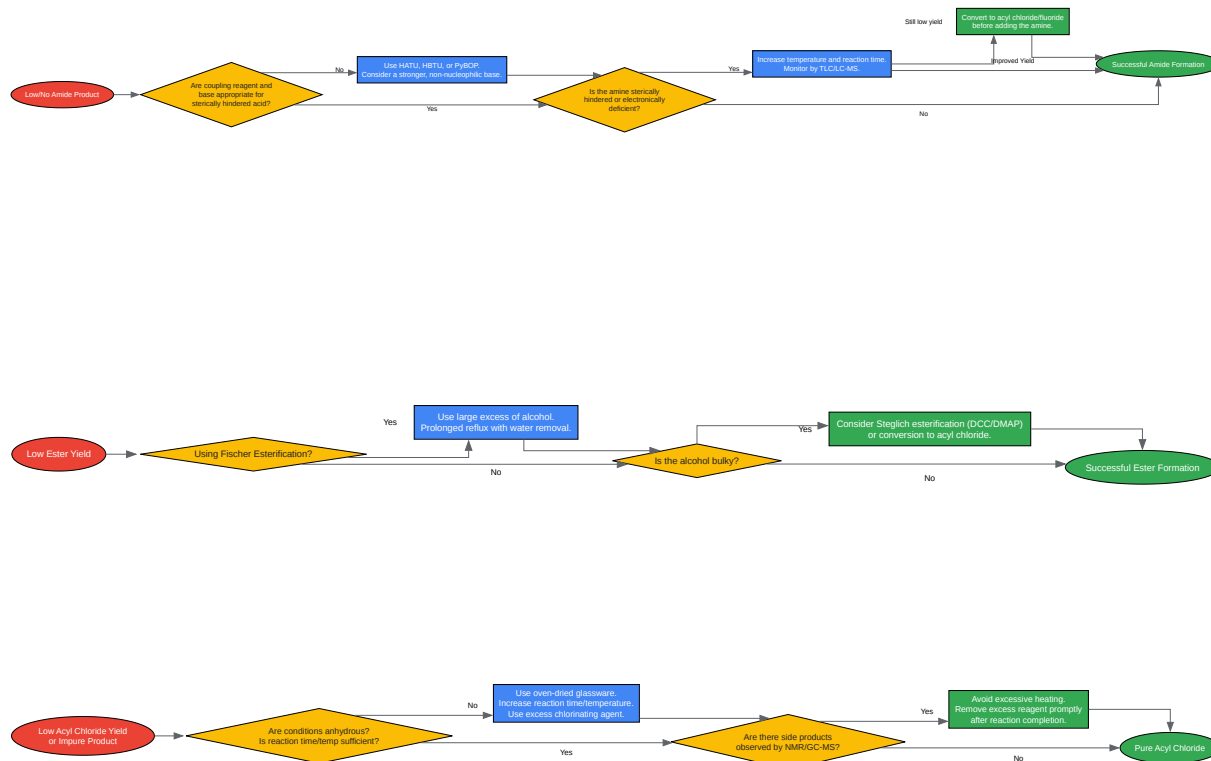 Low/No Amide Product
Are coupling reagent and
base appropriate for
sterically hindered acid?
No
Use HATU, HBTU, or PyBOP.
Consider a stronger, non-nucleophilic base.
Yes
Is the amine sterically
hindered or electronically
deficient?
Yes
Increase temperature and reaction time.
Monitor by TLC/LC-MS.
Still low yield
Convert to acyl chloride/fluoride
before adding the amine.
Improved Yield
No
Successful Amide Formation
Low Ester Yield
Using Fischer Esterification?
Yes
Use large excess of alcohol.
Prolonged reflux with water removal.
No
Is the alcohol bulky?
Yes
Consider Steglich esterification (DCC/DMAP)
or conversion to acyl chloride.
No
Successful Ester Formation
Low Acyl Chloride Yield
or Impure Product
Are conditions anhydrous?
Is reaction time/temp sufficient?
No
Use oven-dried glassware.
Increase reaction time/temperature.
Use excess chlorinating agent.
Yes
Are there side products
observed by NMR/GC-MS?
Yes
Avoid excessive heating.
Remove excess reagent promptly
after reaction completion.
No
Pure Acyl Chloride